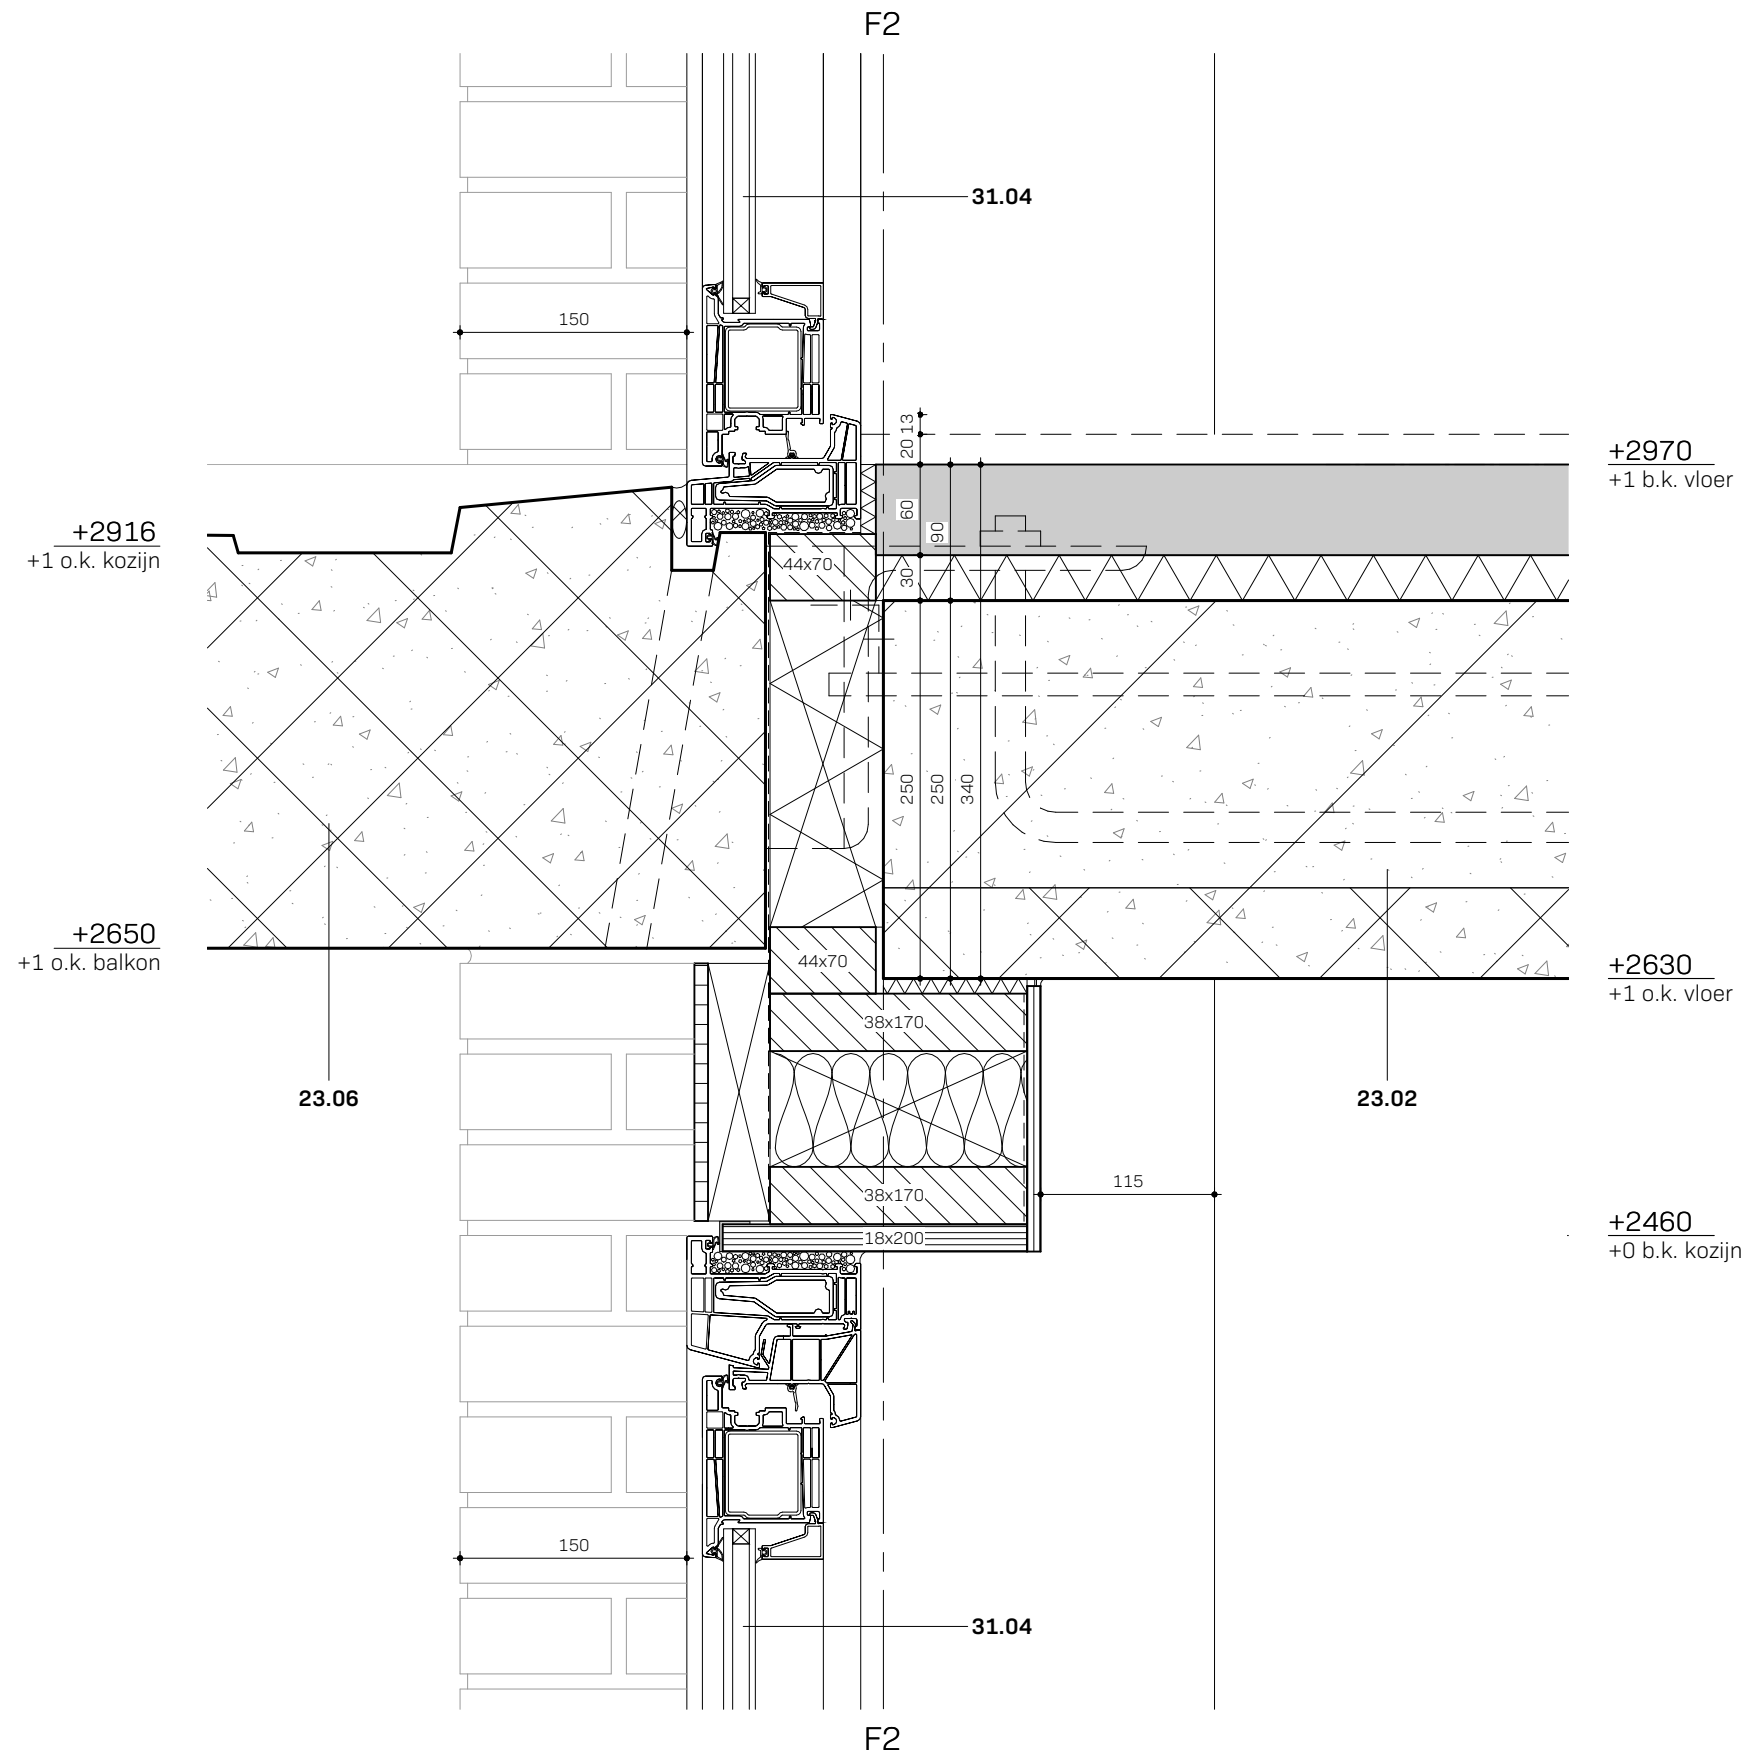 F2
31.04
150
13
20
+2970
+1 b.k. vloer
60
90
+2916
+1 o.k. kozijn
44x70
30
250
250
340
+2650
+1 o.k. balkon
44x70
+2630
+1 o.k. vloer
38x170
23.06
23.02
115
38x170
+2460
+0 b.k. kozijn
18x200
150
31.04
F2